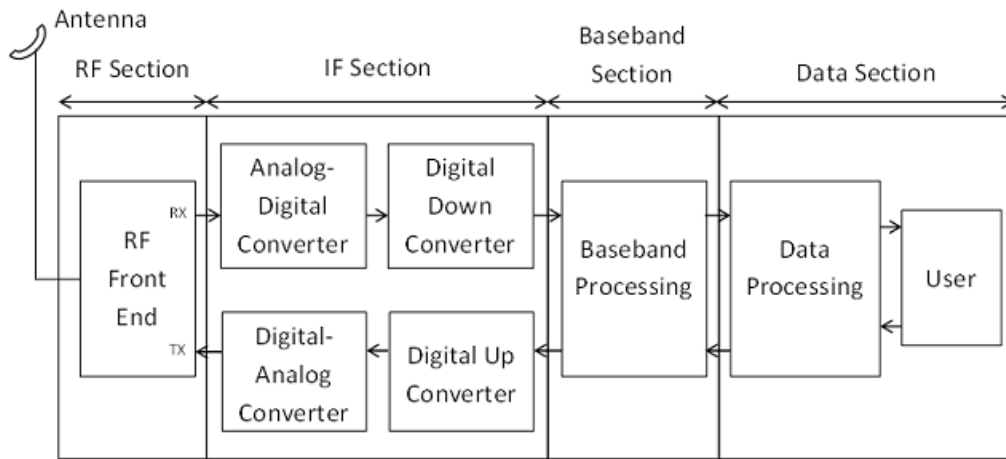 Antenna
RF Section
IF Section
Baseband
Section
Data Section
RX
RF
Front
End
TX
Analog-
Digital
Converter
Digital
Down
Converter
Digital-
Analog
Converter
Digital Up
Converter
Baseband
Processing
Data
Processing
User